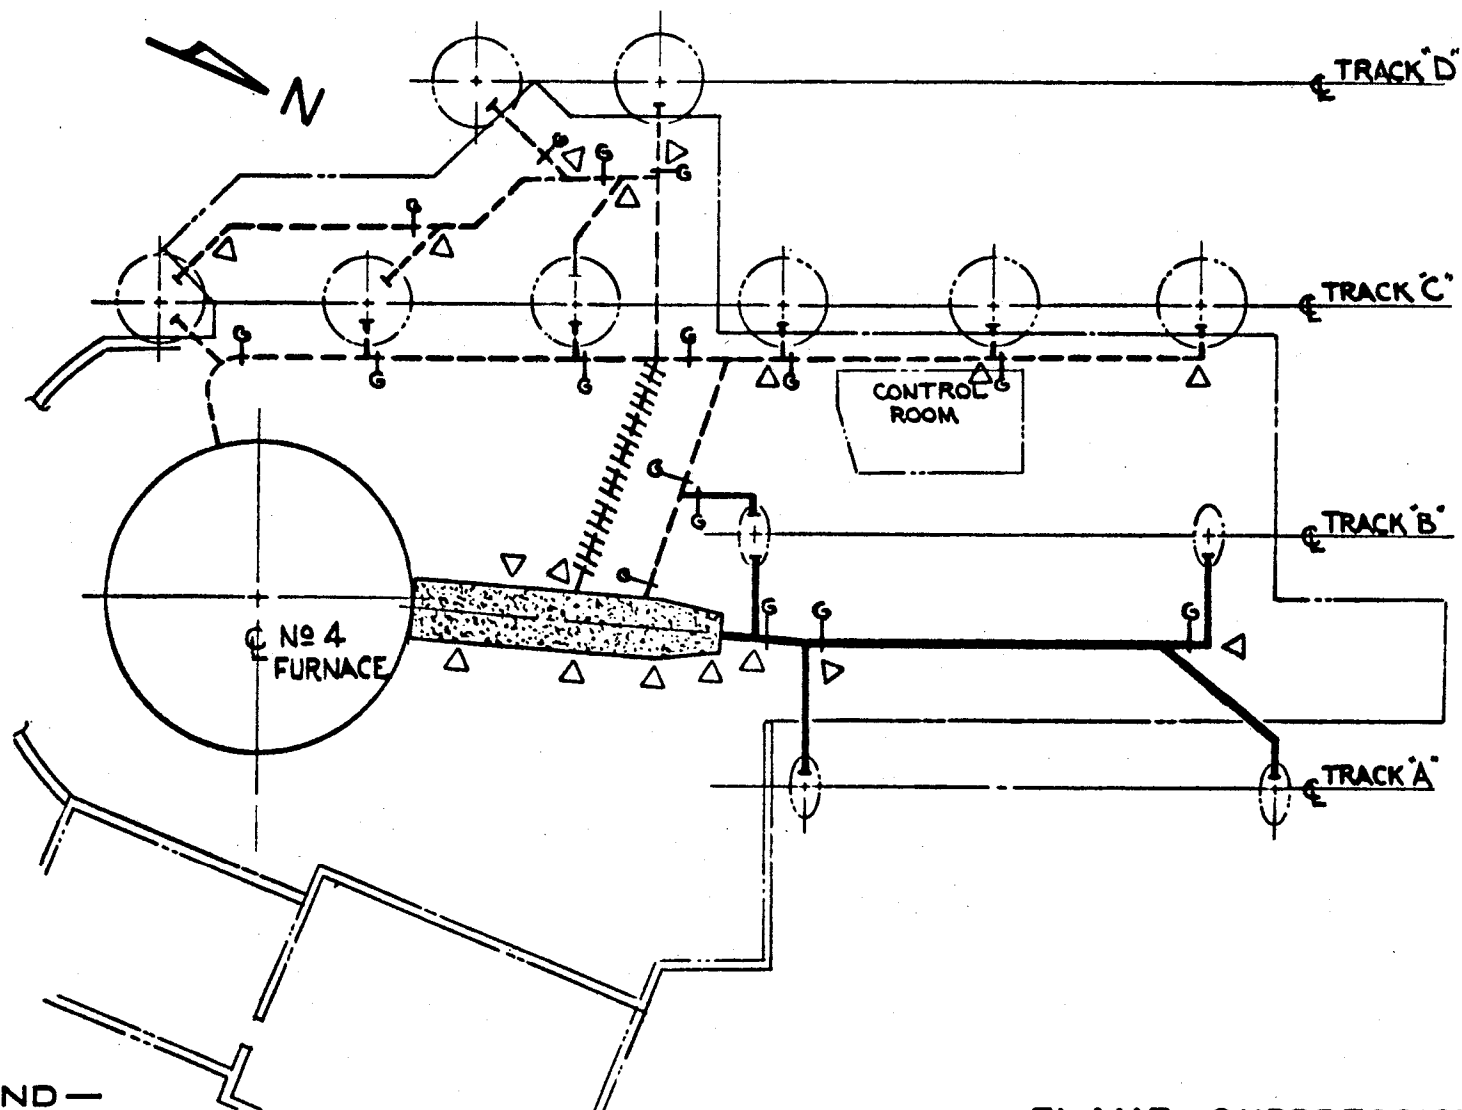 TRACK "D"
N
G
G
G
G
TRACK "C"
G
G
G
G
G
G
CONTROL
ROOM
G
G
TRACK "B"
G
G
G
G
℄ Nº 4
FURNACE
℄ TRACK "A"
ND —